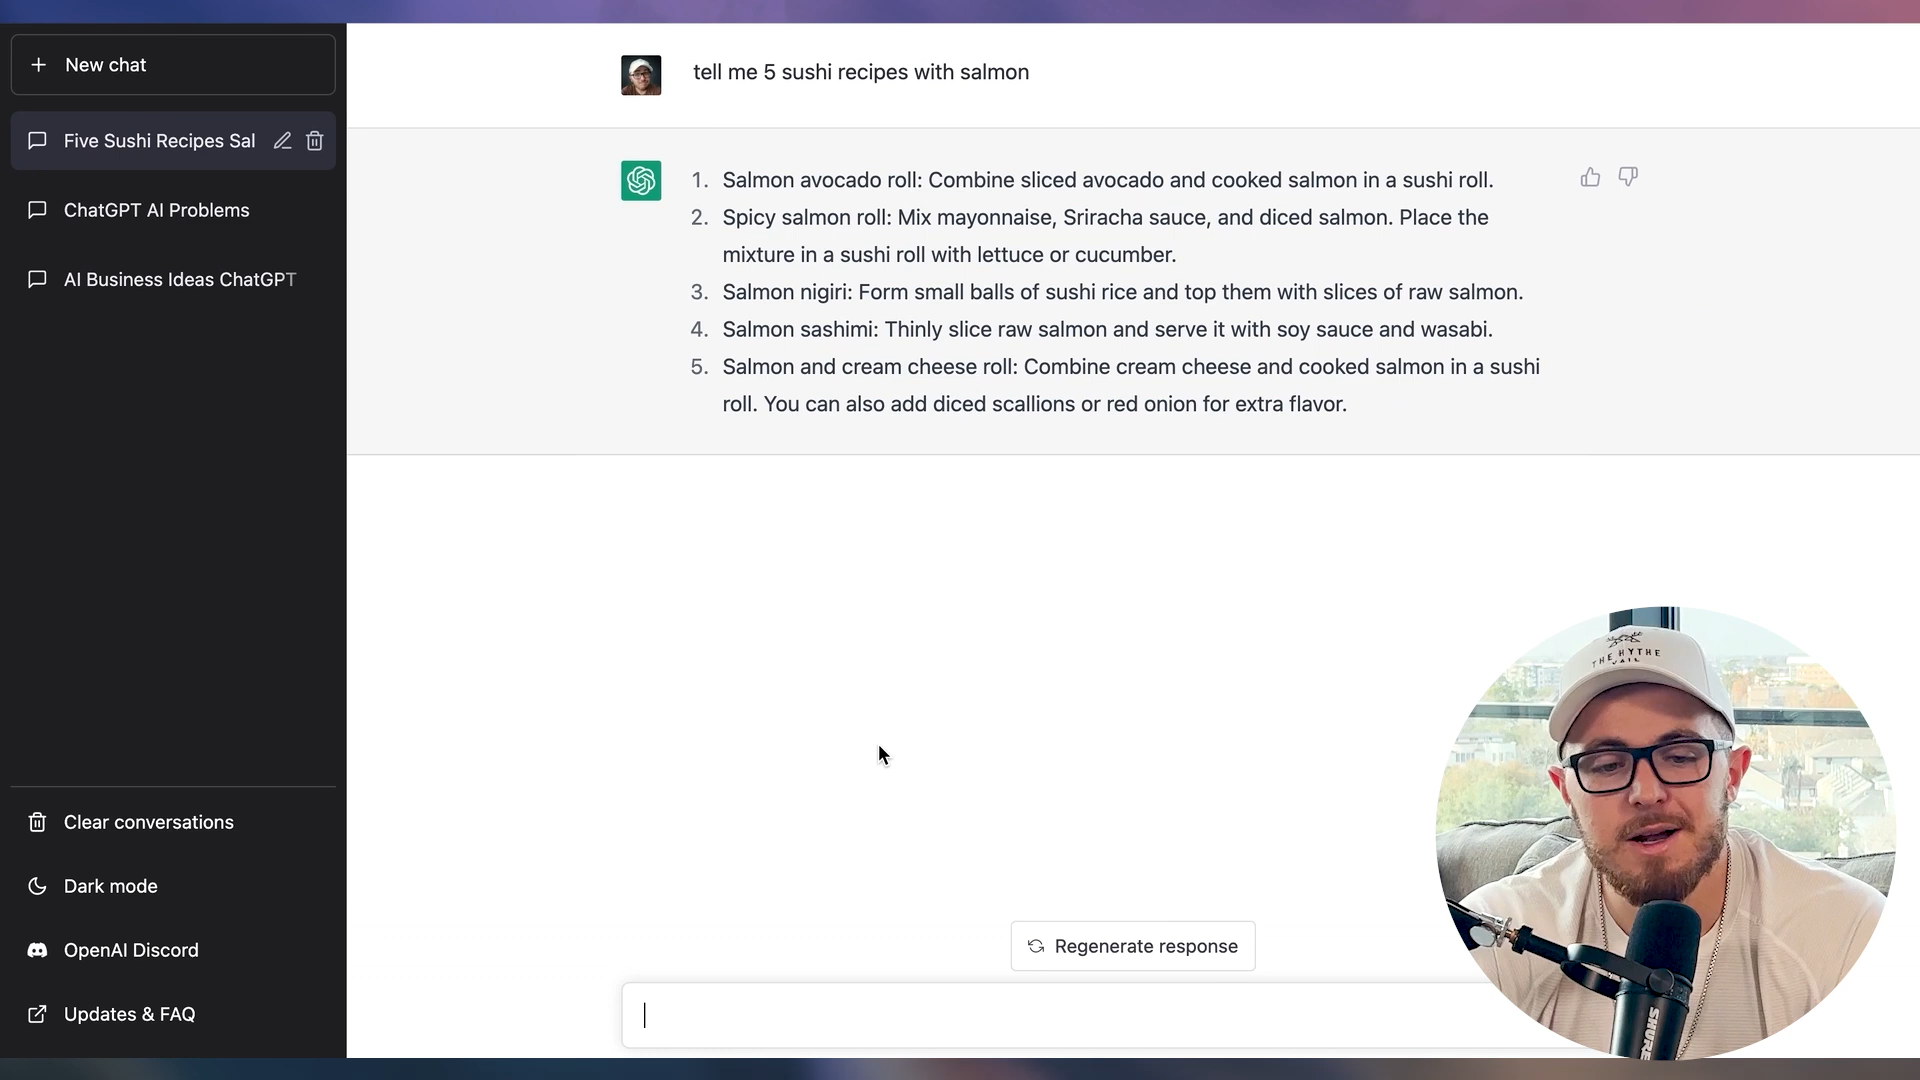 New chat
Five Sushi Recipes Sal
ChatGPT AI Problems
AI Business Ideas ChatGPT
Clear conversations
Dark mode
OpenAI Discord
Updates & FAQ
tell me 5 sushi recipes with salmon
1. Salmon avocado roll: Combine sliced avocado and cooked salmon in a sushi roll.
2. Spicy salmon roll: Mix mayonnaise, Sriracha sauce, and diced salmon. Place the
mixture in a sushi roll with lettuce or cucumber.
3. Salmon nigiri: Form small balls of sushi rice and top them with slices of raw salmon.
4. Salmon sashimi: Thinly slice raw salmon and serve it with soy sauce and wasabi.
5. Salmon and cream cheese roll: Combine cream cheese and cooked salmon in a sushi
roll. You can also add diced scallions or red onion for extra flavor.
Regenerate response
THE HYTHE
VAIL
SHURE